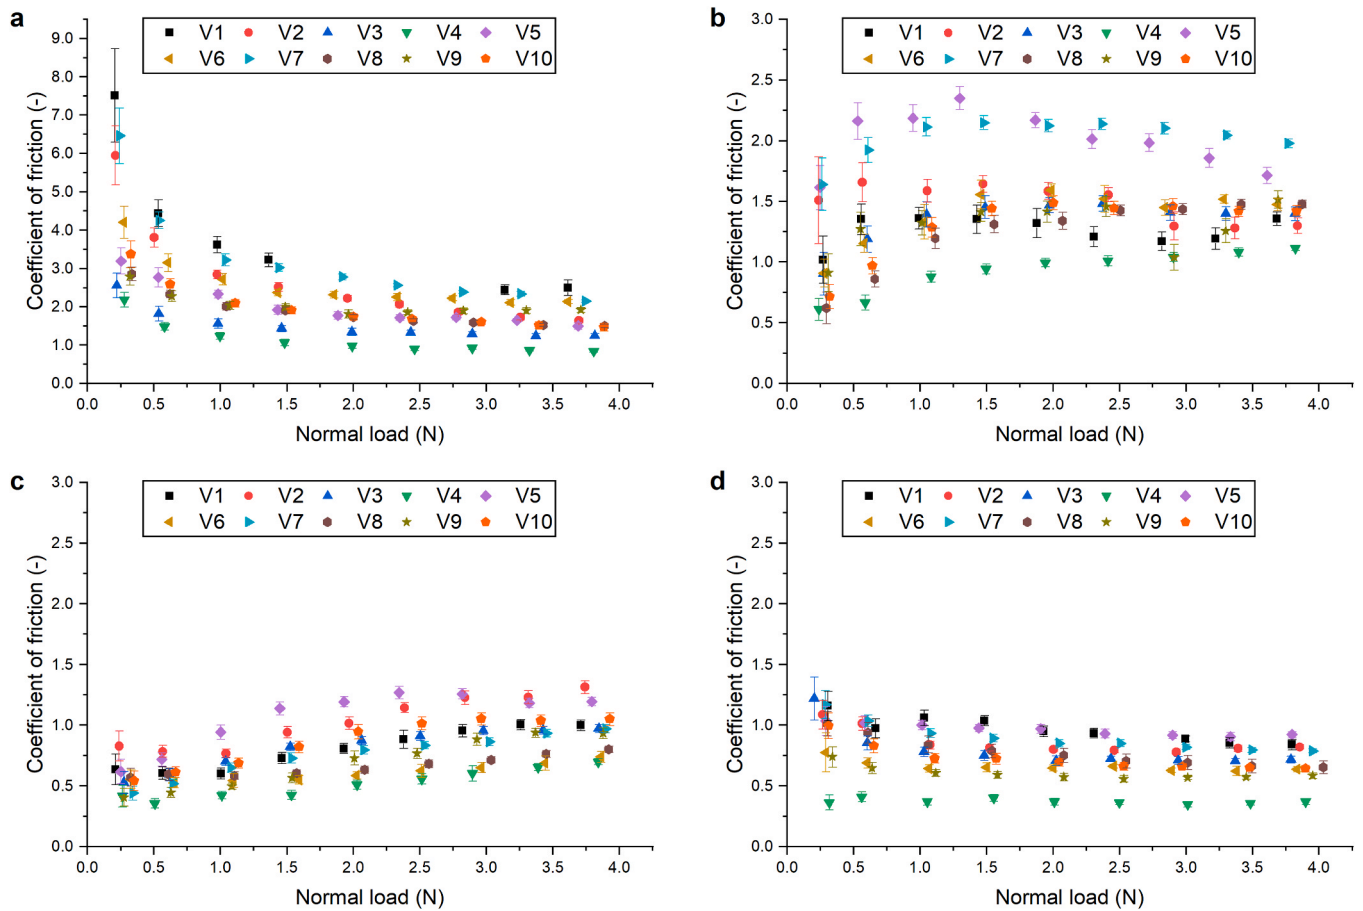 a
Coefficient of friction (-)
9.0
8.0
7.0
6.0
5.0
4.0
3.0
2.0
1.0
0.0
V1 V2 V3 V4 V5
V6 V7 V8 V9 V10
0.0 0.5 1.0 1.5 2.0 2.5 3.0 3.5 4.0
Normal load (N)
b
Coefficient of friction (-)
3.0
2.5
2.0
1.5
1.0
0.5
0.0
V1 V2 V3 V4 V5
V6 V7 V8 V9 V10
0.0 0.5 1.0 1.5 2.0 2.5 3.0 3.5 4.0
Normal load (N)
c
Coefficient of friction (-)
3.0
2.5
2.0
1.5
1.0
0.5
0.0
V1 V2 V3 V4 V5
V6 V7 V8 V9 V10
0.0 0.5 1.0 1.5 2.0 2.5 3.0 3.5 4.0
Normal load (N)
d
Coefficient of friction (-)
3.0
2.5
2.0
1.5
1.0
0.5
0.0
V1 V2 V3 V4 V5
V6 V7 V8 V9 V10
0.0 0.5 1.0 1.5 2.0 2.5 3.0 3.5 4.0
Normal load (N)